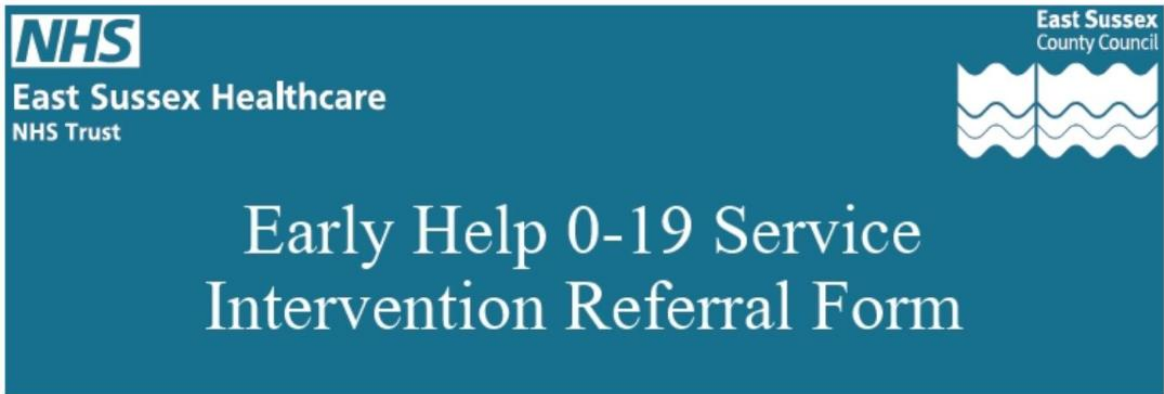 NHS
East Sussex Healthcare
NHS Trust
East Sussex
County Council
Early Help 0-19 Service
Intervention Referral Form